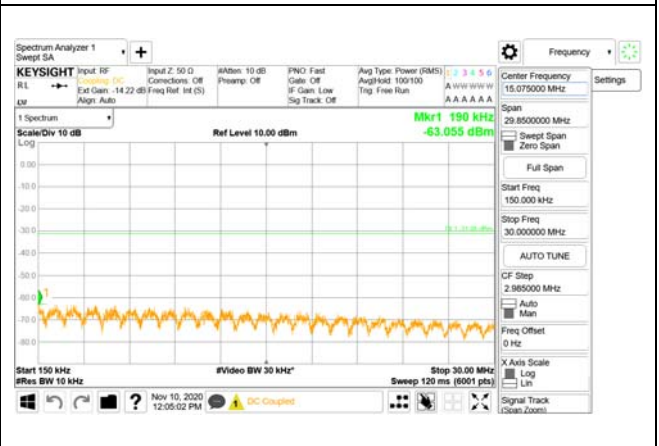 Spectrum Analyzer 1
Swept SA
Frequency
KEYSIGHT
Input: RF
Coupling: DC
Ext Gain: -14.22 dB
Align: Auto
RL
Input Z: 50 Ω
Corrections: Off
Freq Ref: Int (S)
#Atten: 10 dB
Preamp: Off
PNO: Fast
Gate: Off
IF Gain: Low
Sig Track: Off
Avg Type: Power (RMS)
Avg|Hold: 100/100
Trig: Free Run
1 2 3 4 5 6
A W W W W W
A A A A A A
1 Spectrum
Scale/Div 10 dB
Ref Level 10.00 dBm
Mkr1 190 kHz
-63.055 dBm
Log
0.00
-10.0
-20.0
-30.0
-40.0
-50.0
-60.0
-70.0
-80.0
1
Start 150 kHz
#Res BW 10 kHz
#Video BW 30 kHz*
Stop 30.00 MHz
Sweep 120 ms (6001 pts)
Nov 10, 2020
12:05:02 PM
DC Coupled
Center Frequency
15.075000 MHz
Settings
Span
29.8500000 MHz
Swept Span
Zero Span
Full Span
Start Freq
150.000 kHz
Stop Freq
30.000000 MHz
AUTO TUNE
CF Step
2.985000 MHz
Auto
Man
Freq Offset
0 Hz
X Axis Scale
Log
Lin
Signal Track
(Span Zoom)